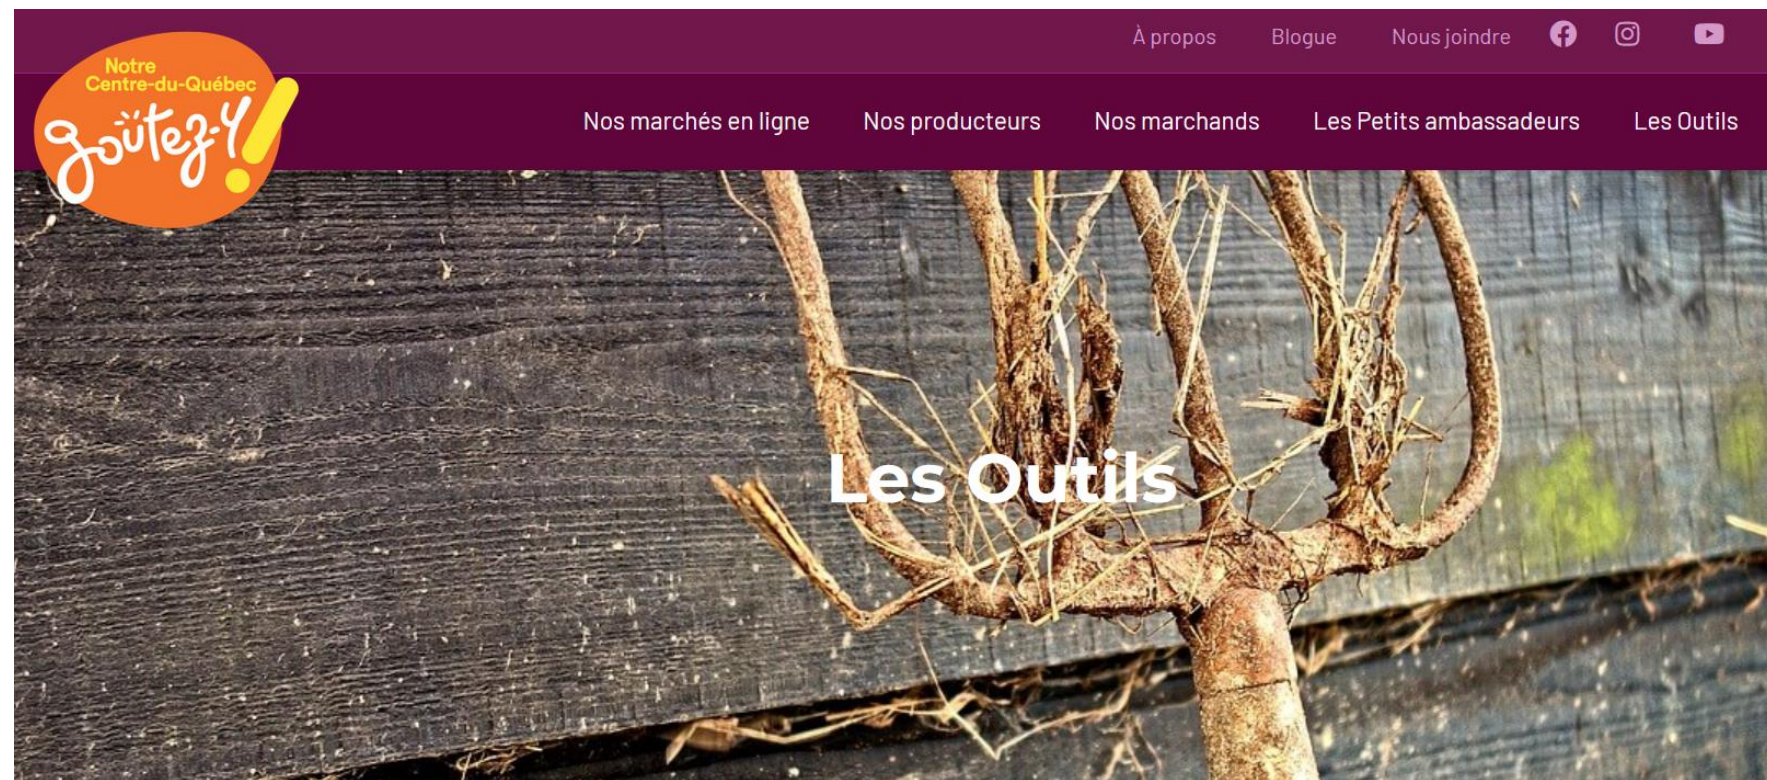 À propos Blogue Nous joindre
Notre
Centre-du-Québec
goûtez-y!
Nos marchés en ligne Nos producteurs Nos marchands Les Petits ambassadeurs Les Outils
Les Outils